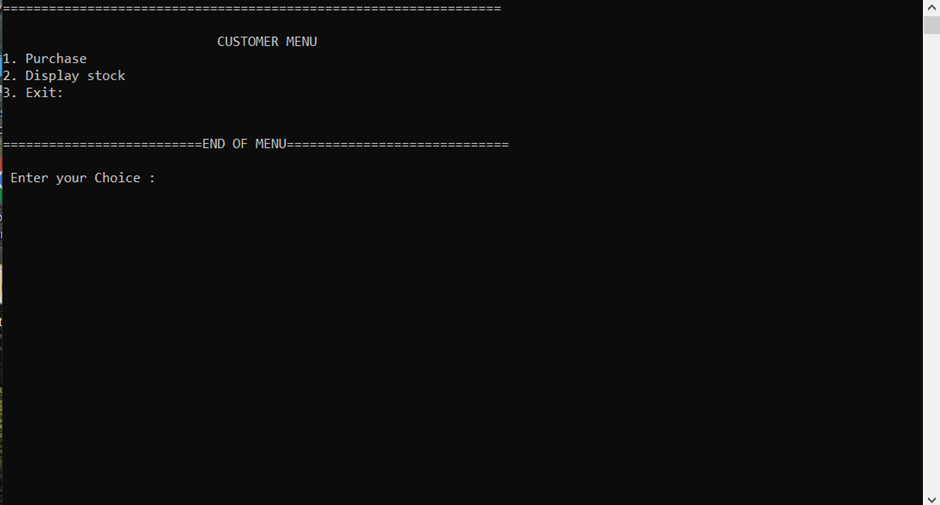 =================================================================
CUSTOMER MENU
1. Purchase
2. Display stock
3. Exit:
==========================END OF MENU=============================
Enter your Choice :